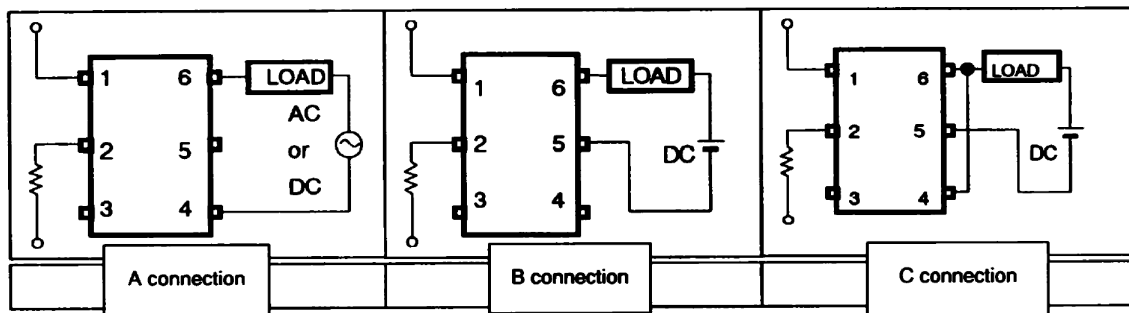 1 6 LOAD
AC
2 5 or
DC
3 4
A connection
1 6 LOAD
2 5 DC
3 4
B connection
1 6 LOAD
2 5
DC
3 4
C connection